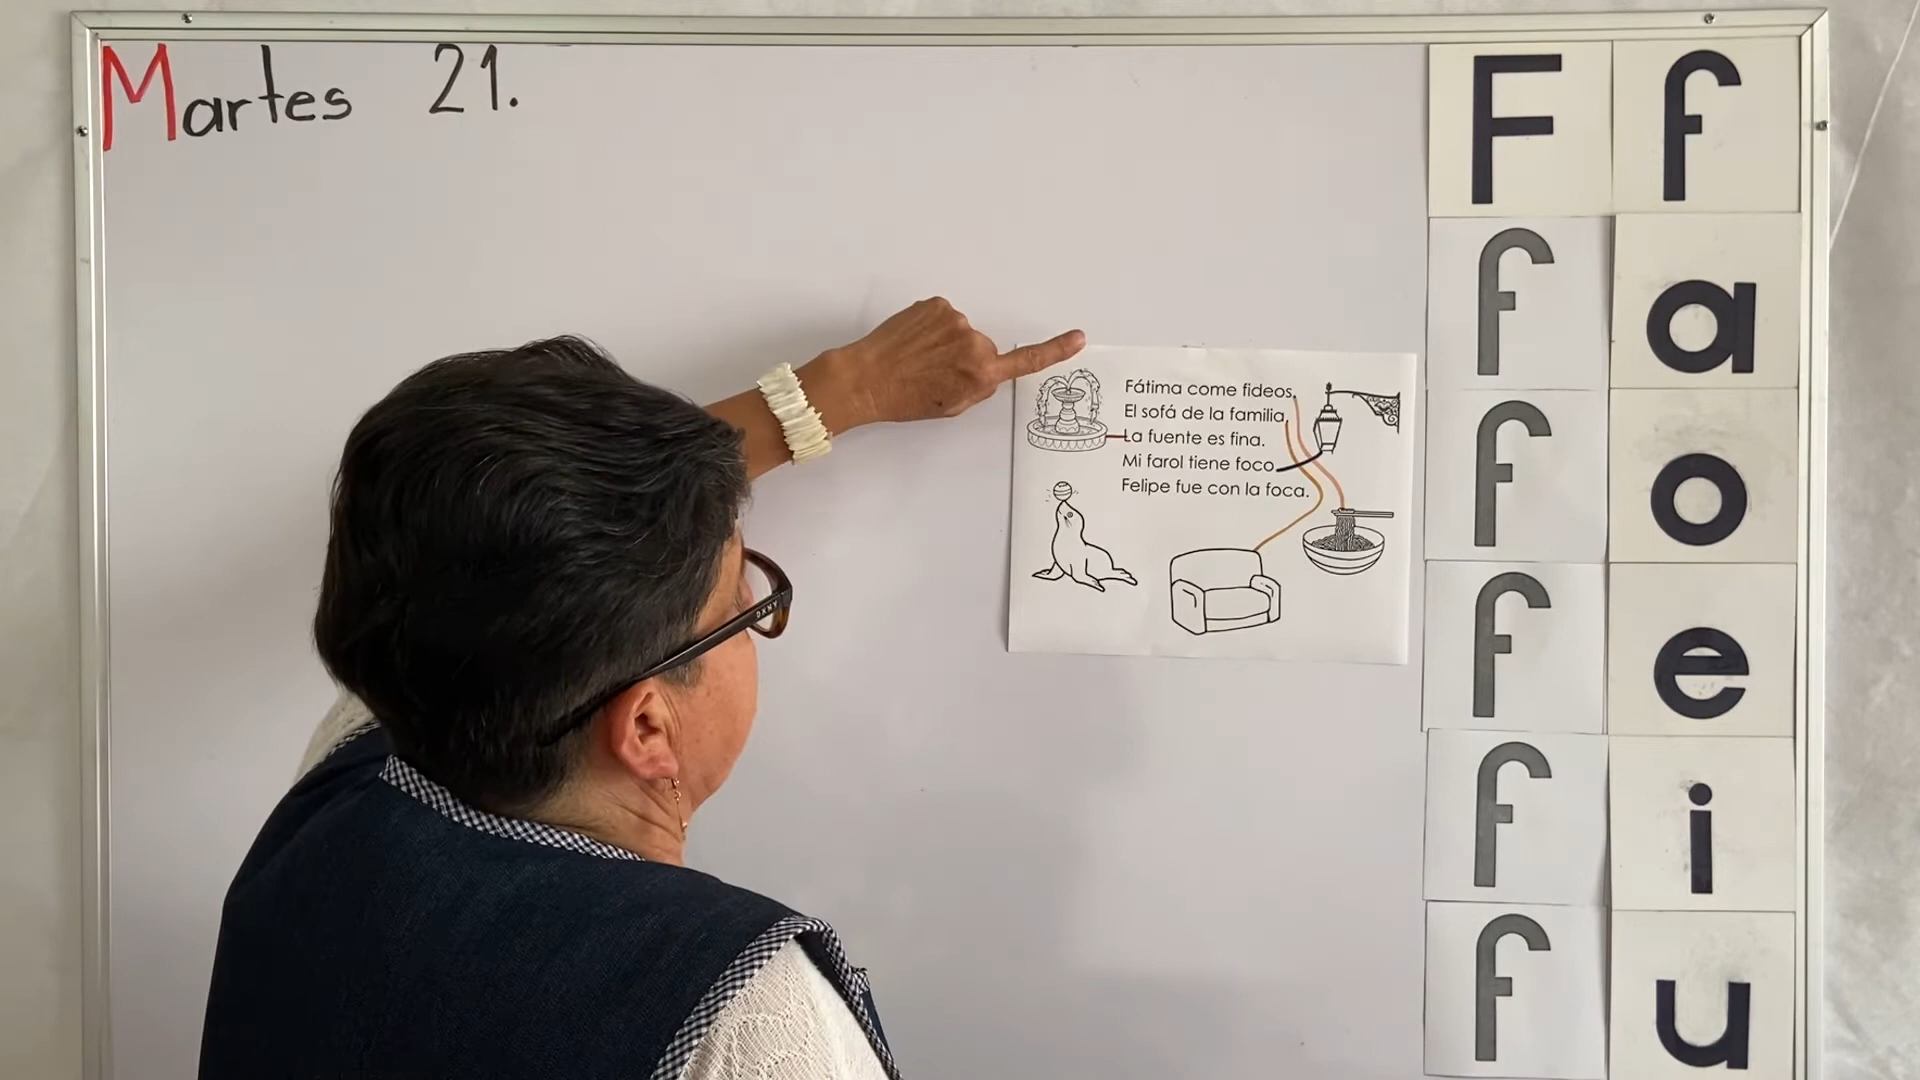 Martes 21.
Fátima come fideos.
El sofá de la familia.
La fuente es fina.
Mi farol tiene foco
Felipe fue con la foca.
F f
f a
f o
f e
f i
f u
DKNY